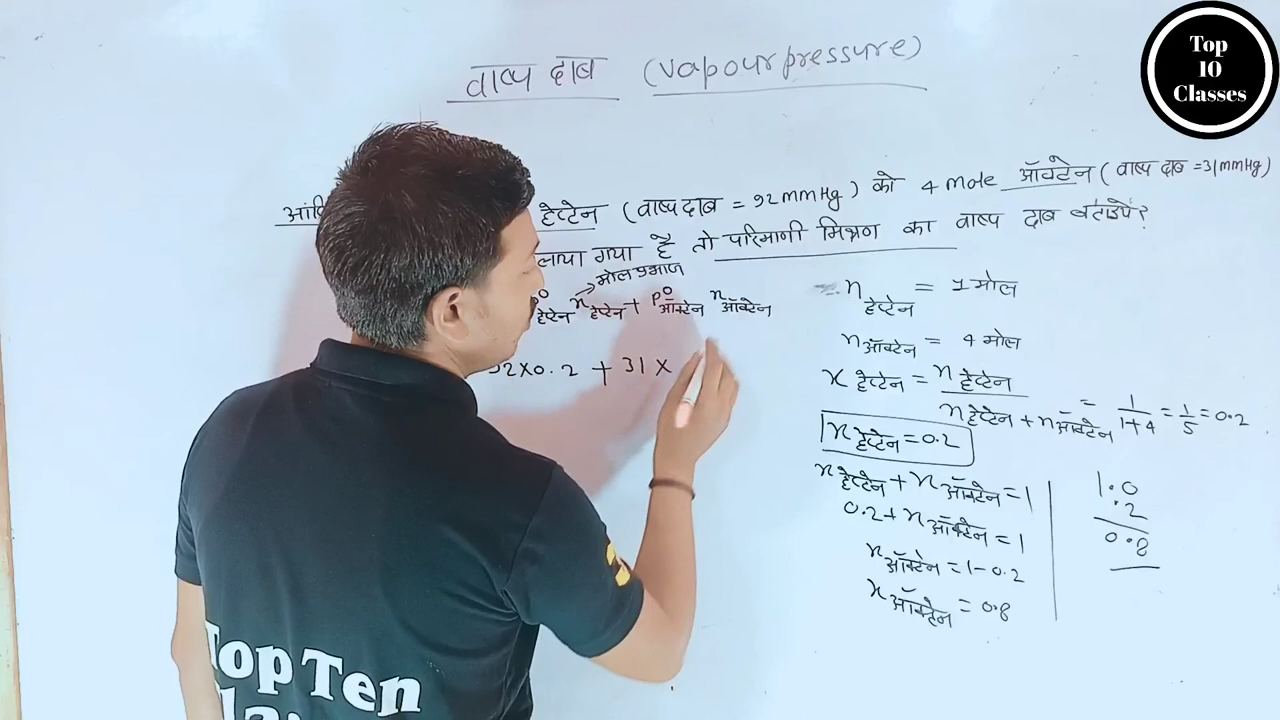 Top
10
Classes
वाष्प दाब (vapour pressure)
हेप्टेन (वाष्प दाब = 92 mmHg) को 4 mole ऑक्टेन (वाष्प दाब = 31 mmHg)
गया है तो परिमाणी मिश्रण का वाष्प दाब बताइये?
मोल प्रभाज
हेप्टेन x हेप्टेन + p० ऑक्टेन x ऑक्टेन
2 x 0.2 + 31 x
n हेप्टेन = 1 मोल
n ऑक्टेन = 4 मोल
x हेप्टेन = n हेप्टेन / n हेप्टेन + n ऑक्टेन = 1/1+4 = 1/5 = 0.2
x हेप्टेन = 0.2
x हेप्टेन + x ऑक्टेन = 1
0.2 + x ऑक्टेन = 1
x ऑक्टेन = 1 - 0.2
x ऑक्टेन = 0.8
1.0
.2
0.8
Top Ten